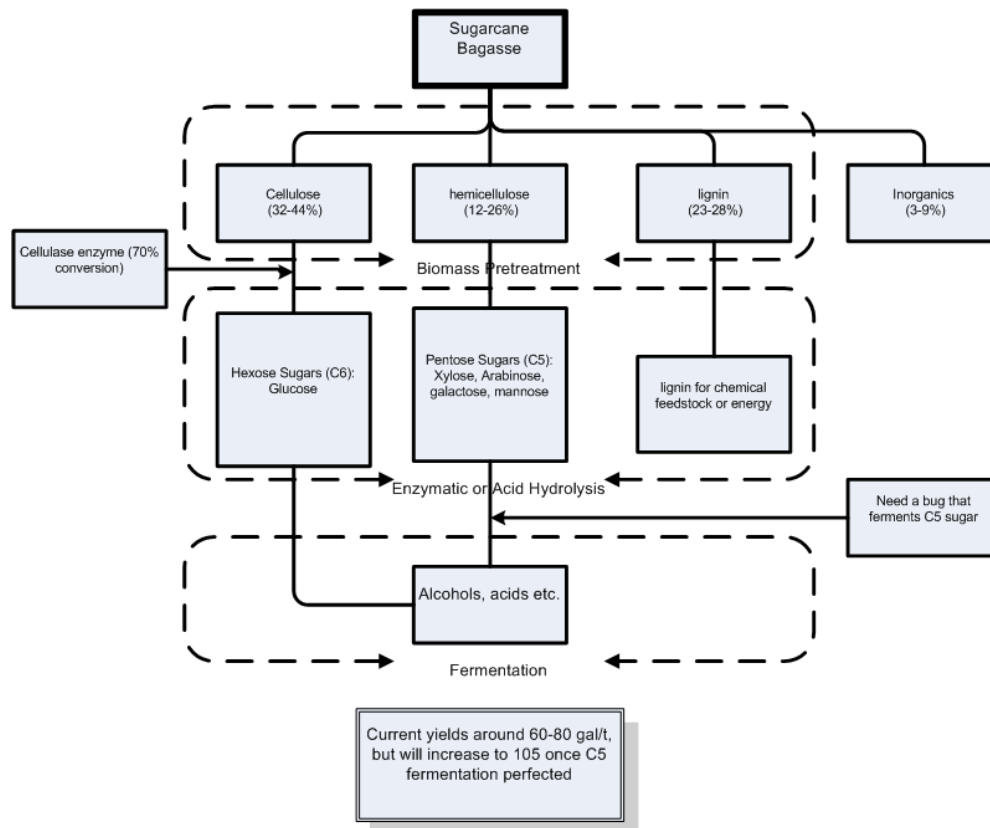 Sugarcane
Bagasse
Cellulose
(32-44%)
hemicellulose
(12-26%)
lignin
(23-28%)
Inorganics
(3-9%)
Cellulase enzyme (70%
conversion)
Biomass Pretreatment
Hexose Sugars (C6):
Glucose
Pentose Sugars (C5):
Xylose, Arabinose,
galactose, mannose
lignin for chemical
feedstock or energy
Enzymatic or Acid Hydrolysis
Need a bug that
ferments C5 sugar
Alcohols, acids etc.
Fermentation
Current yields around 60-80 gal/t,
but will increase to 105 once C5
fermentation perfected